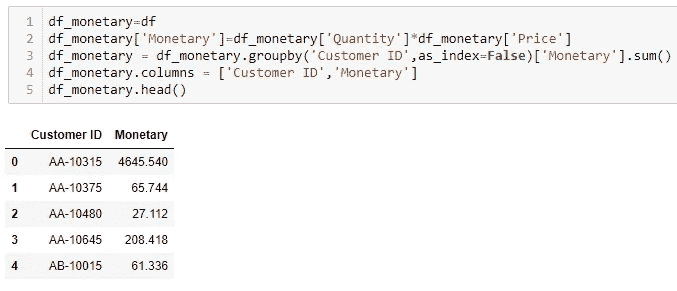 1 df_monetary=df
2 df_monetary['Monetary']=df_monetary['Quantity']*df_monetary['Price']
3 df_monetary = df_monetary.groupby('Customer ID',as_index=False)['Monetary'].sum()
4 df_monetary.columns = ['Customer ID','Monetary']
5 df_monetary.head()
Customer ID Monetary
0 AA-10315 4645.540
1 AA-10375 65.744
2 AA-10480 27.112
3 AA-10645 208.418
4 AB-10015 61.336